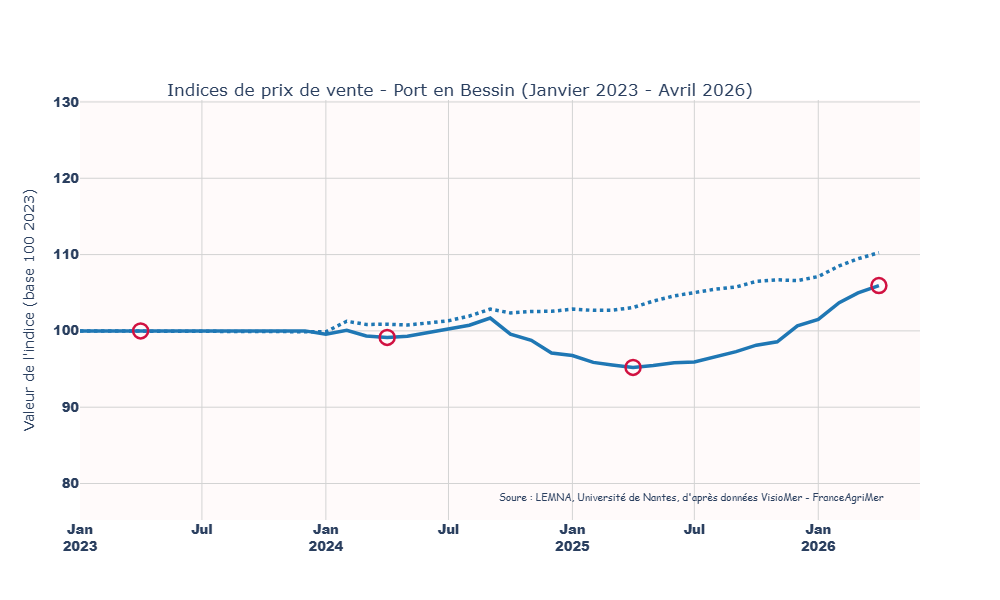 Indices de prix de vente - Port en Bessin (Janvier 2023 - Avril 2026)
Valeur de l'indice (base 100 2023)
130
120
110
100
90
80
Soure : LEMNA, Université de Nantes, d'après données VisioMer - FranceAgriMer
Jan Jul Jan Jul Jan Jul Jan
2023 2024 2025 2026